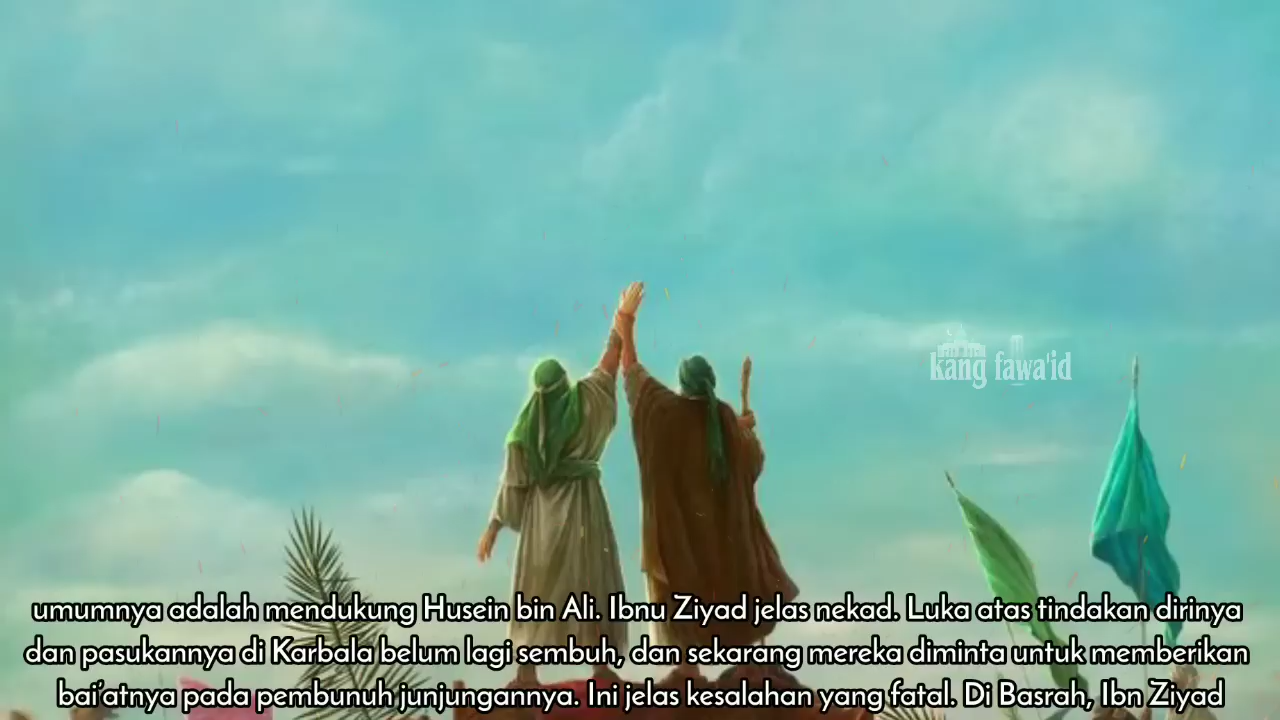 kang fawa'id
umumnya adalah mendukung Husein bin Ali. Ibnu Ziyad jelas nekad. Luka atas tindakan dirinya
dan pasukannya di Karbala belum lagi sembuh, dan sekarang mereka diminta untuk memberikan
bai'atnya pada pembunuh junjungannya. Ini jelas kesalahan yang fatal. Di Basrah, Ibn Ziyad